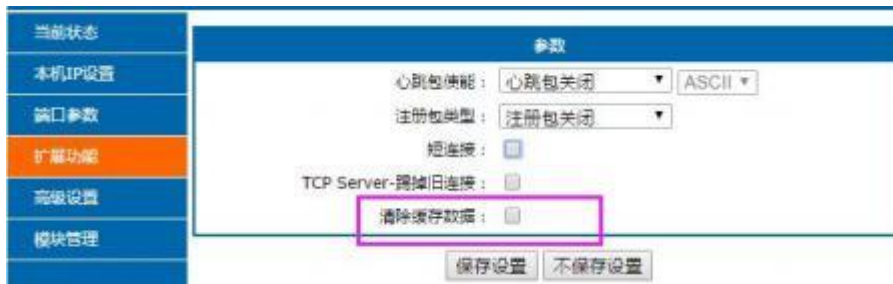 当前状态
本机IP设置
端口参数
扩展功能
高级设置
模块管理
参数
心跳包使能： 心跳包关闭 ASCII
注册包类型： 注册包关闭
短连接：
TCP Server-踢掉旧连接：
清除缓存数据：
保存设置 不保存设置